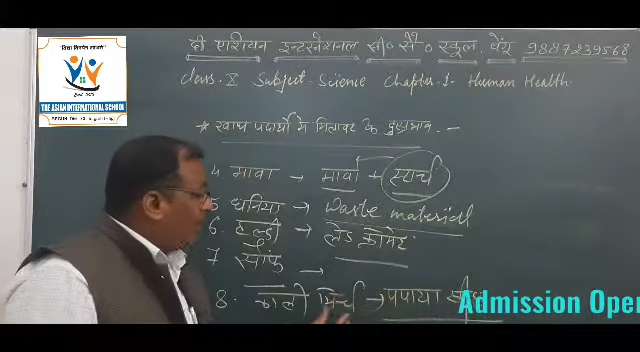 दी एशियन इन्टरनेशनल सी० सै० स्कूल, बेगूं 9887239568
Class. X Subject - Science Chapter-1. Human Health.
THE ASIAN INTERNATIONAL SCHOOL
* खाद्य पदार्थों में मिलावट के दुष्प्रभाव. -
4 मावा → मावा + स्टार्च
5 धनिया → Waste material
6. हल्दी → लेड क्रोमेट
7 सौंफ →
8. काली मिर्च → पपीया
Admission Open